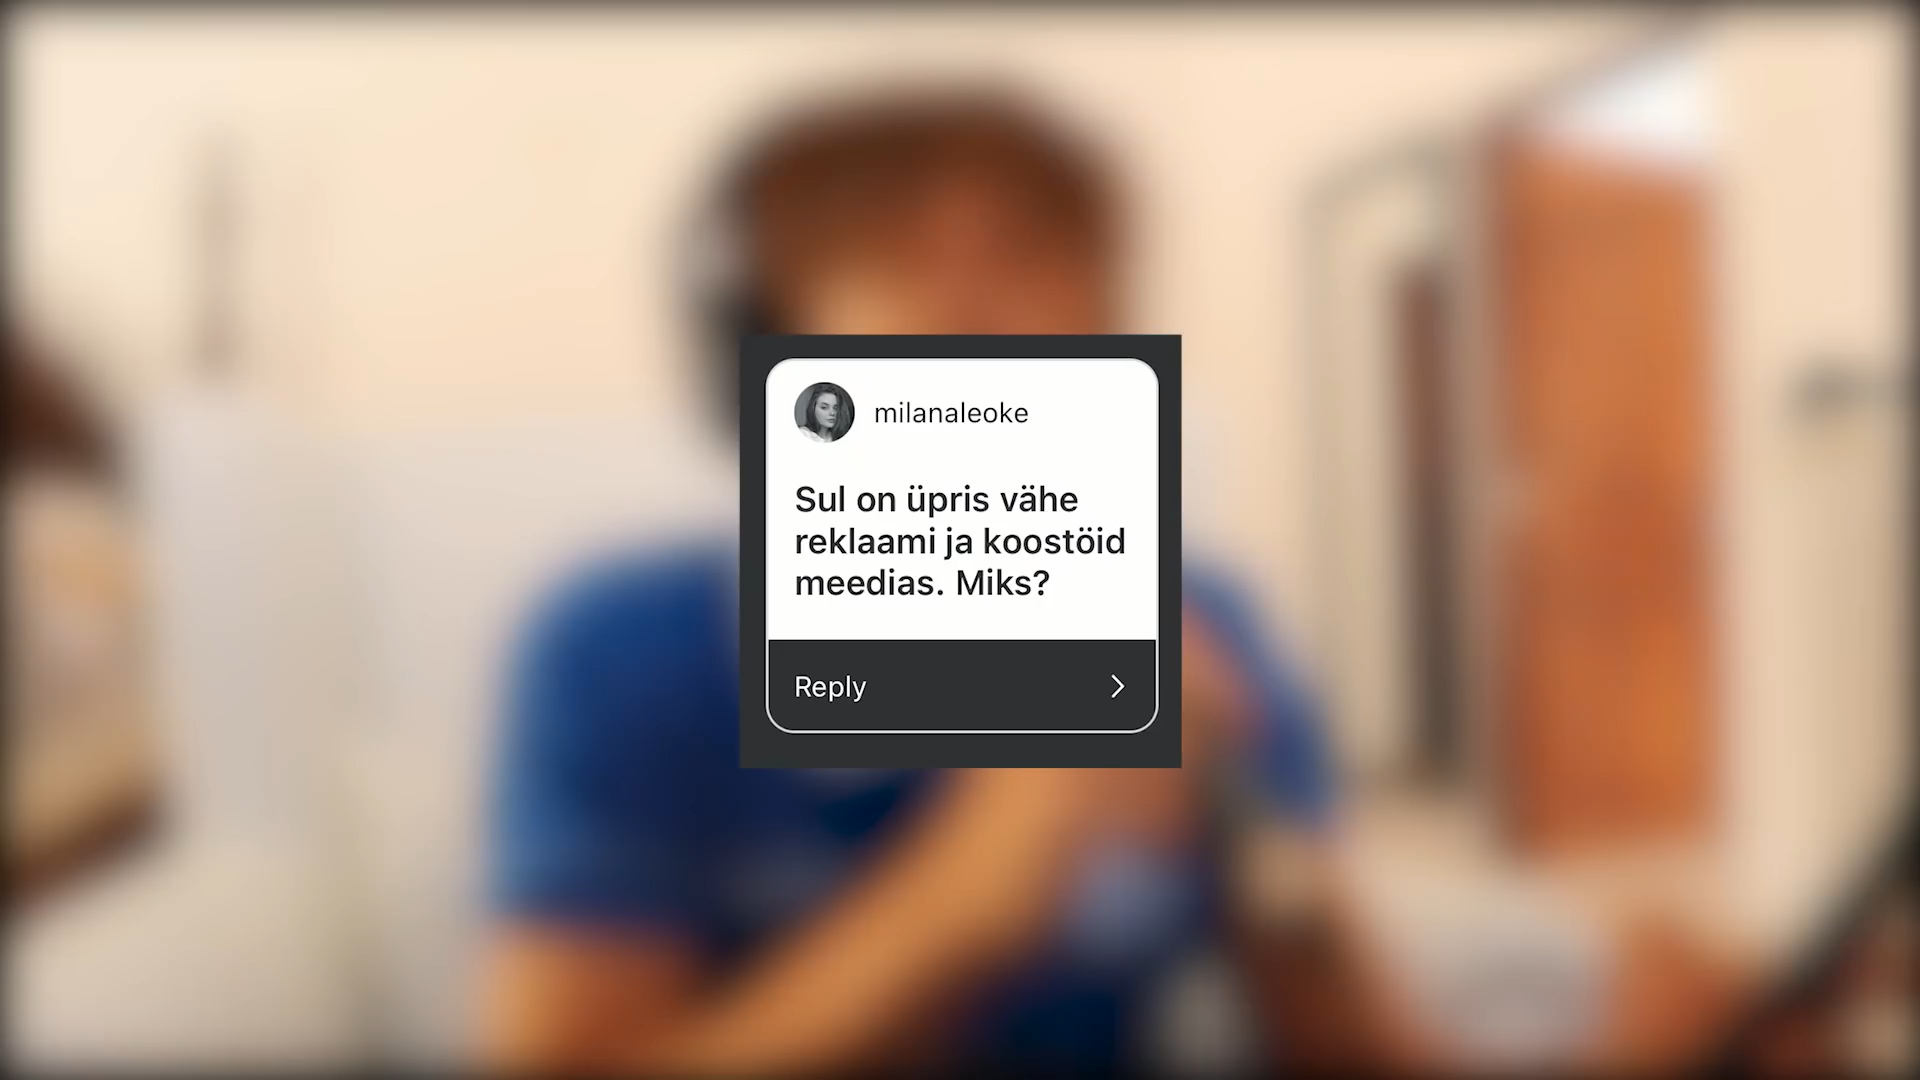 milanaleoke
Sul on üpris vähe
reklaami ja koostöid
meedias. Miks?
Reply